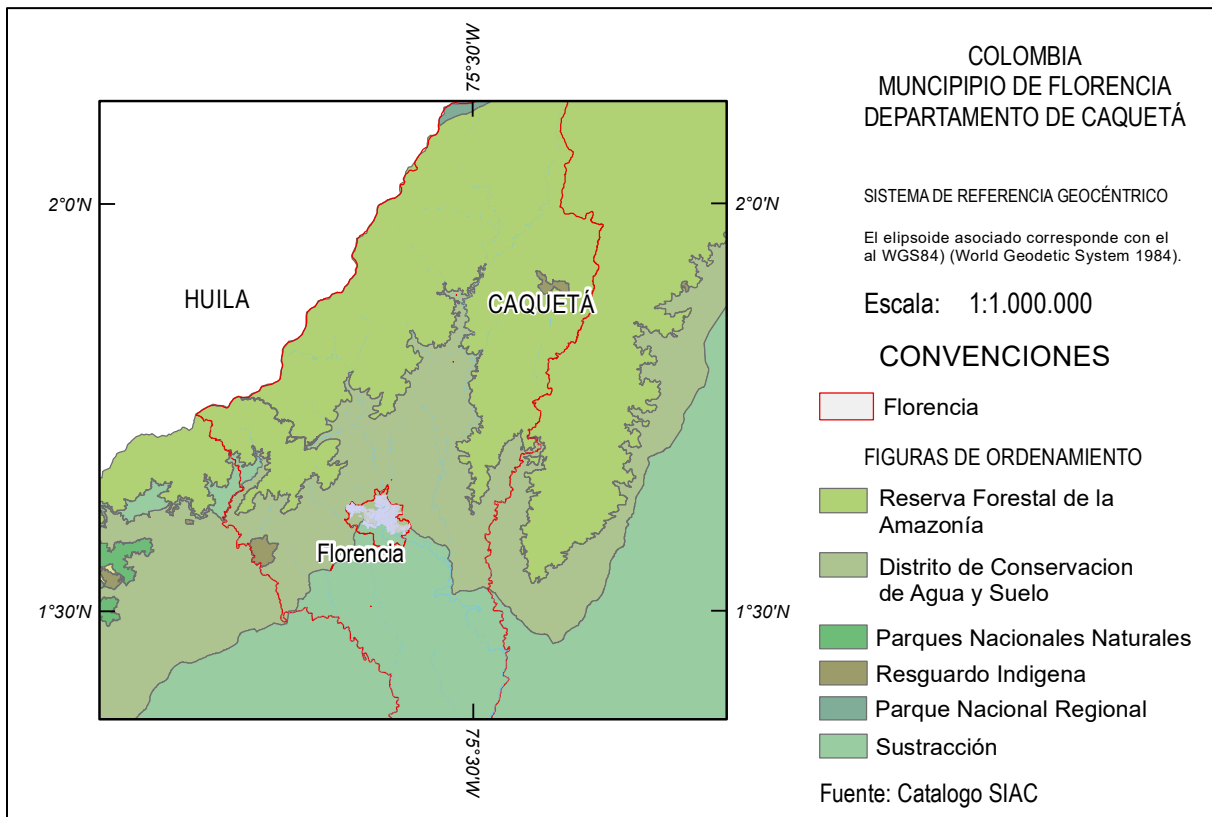 75°30'W
2°0'N
2°0'N
HUILA
CAQUETÁ
Florencia
1°30'N
1°30'N
75°30'W
COLOMBIA
MUNCIPIPIO DE FLORENCIA
DEPARTAMENTO DE CAQUETÁ
SISTEMA DE REFERENCIA GEOCÉNTRICO
El elipsoide asociado corresponde con el
al WGS84) (World Geodetic System 1984).
Escala: 1:1.000.000
CONVENCIONES
Florencia
FIGURAS DE ORDENAMIENTO
Reserva Forestal de la
Amazonía
Distrito de Conservacion
de Agua y Suelo
Parques Nacionales Naturales
Resguardo Indigena
Parque Nacional Regional
Sustracción
Fuente: Catalogo SIAC